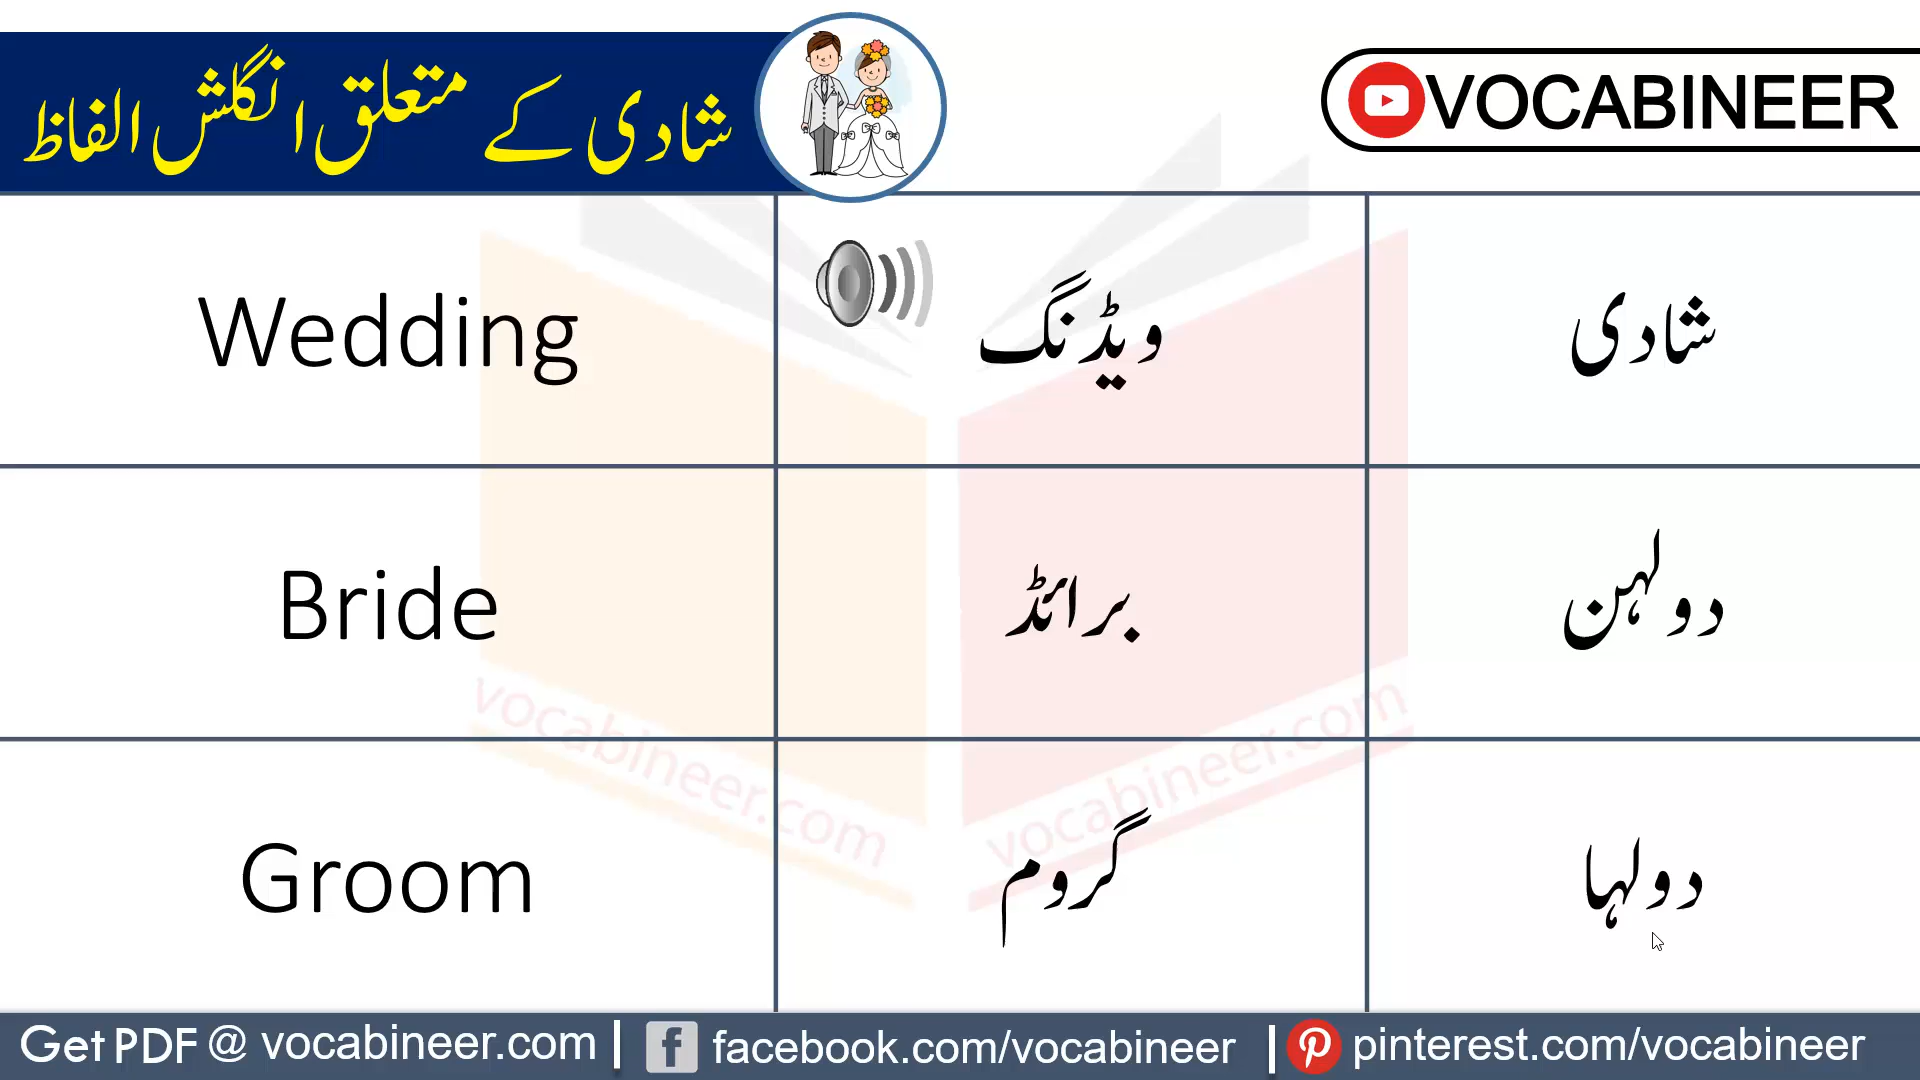 شادی کے متعلق انگلش الفاظ
VOCABINEER
Wedding ویڈنگ شادی
Bride برائڈ دولہن
Groom گروم دولہا
vocabineer.com vocabineer.com
Get PDF @ vocabineer.com | facebook.com/vocabineer | pinterest.com/vocabineer